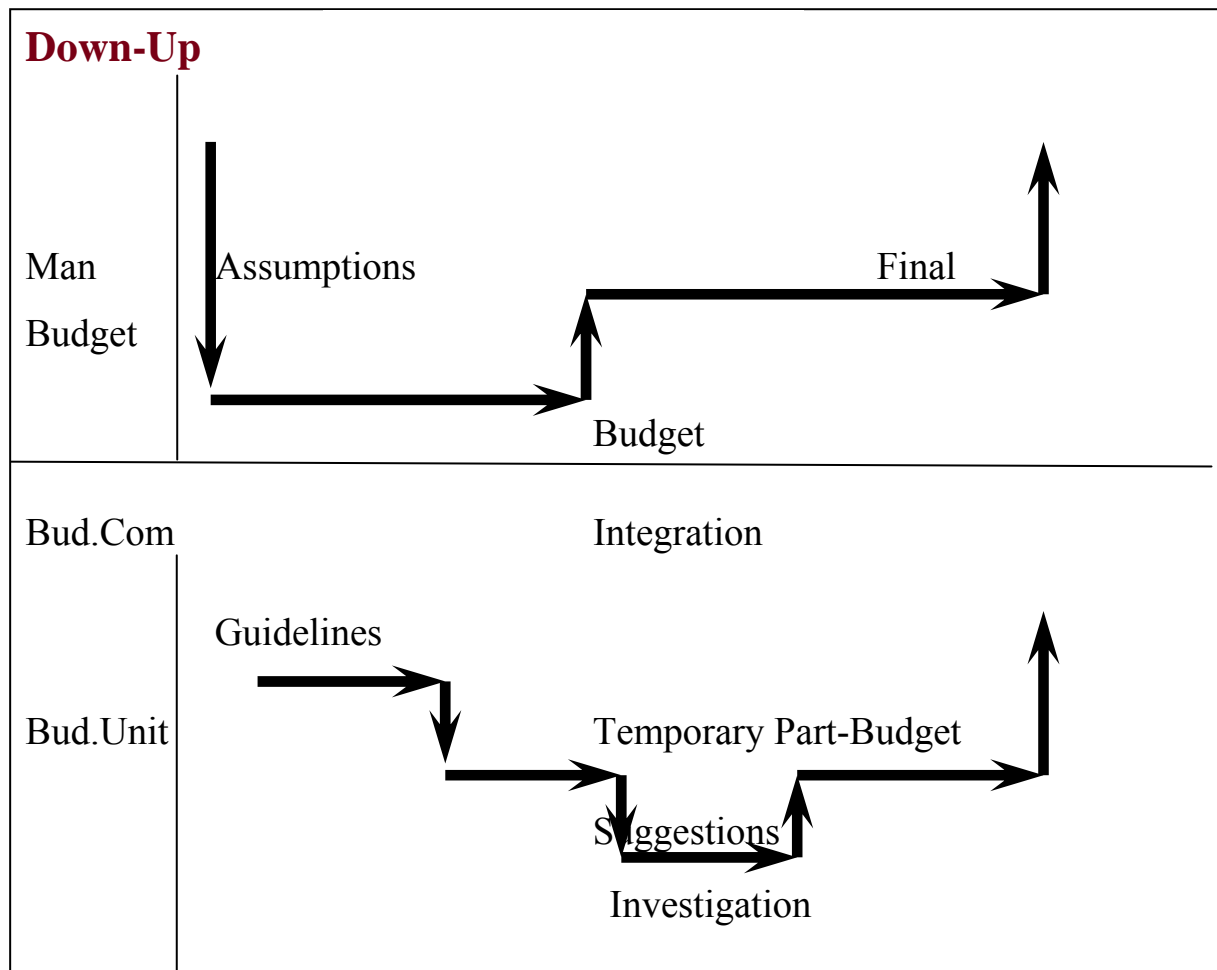 Down-Up
Man Assumptions Final
Budget
Budget
Bud.Com Integration
Guidelines
Bud.Unit Temporary Part-Budget
Suggestions
Investigation